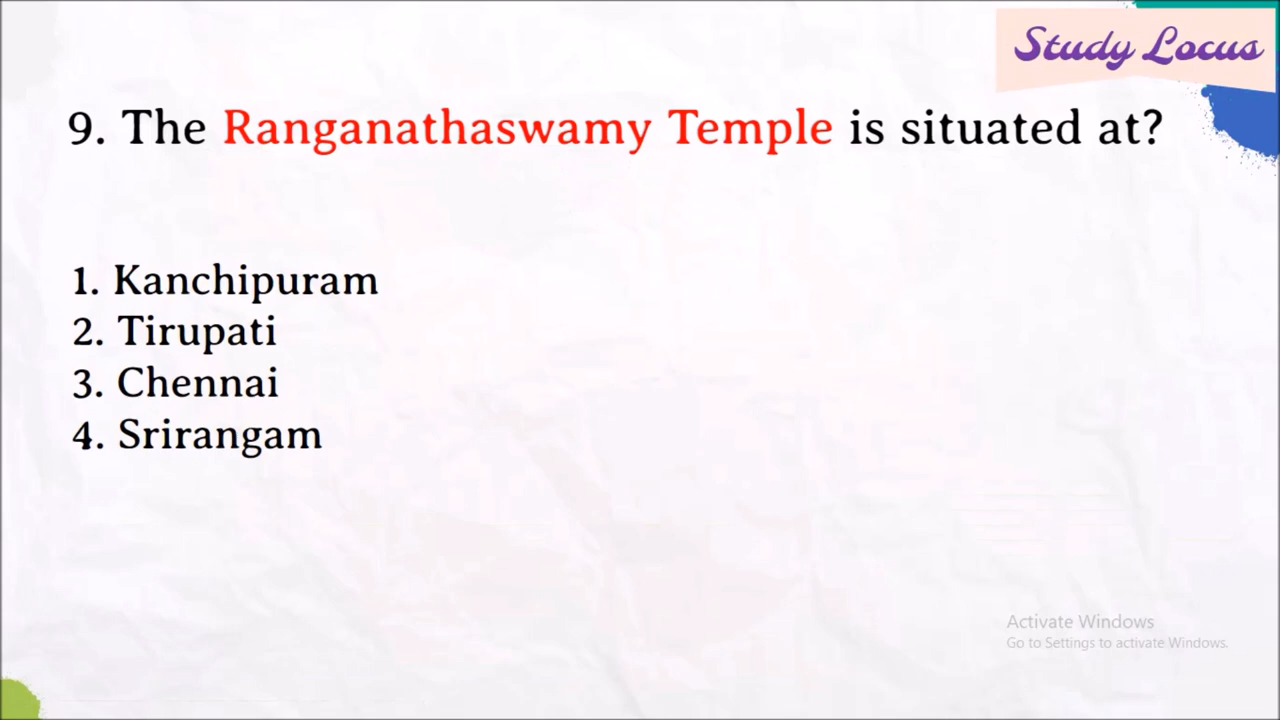 Study Locus
9. The Ranganathaswamy Temple is situated at?
1. Kanchipuram
2. Tirupati
3. Chennai
4. Srirangam
Activate Windows
Go to Settings to activate Windows.